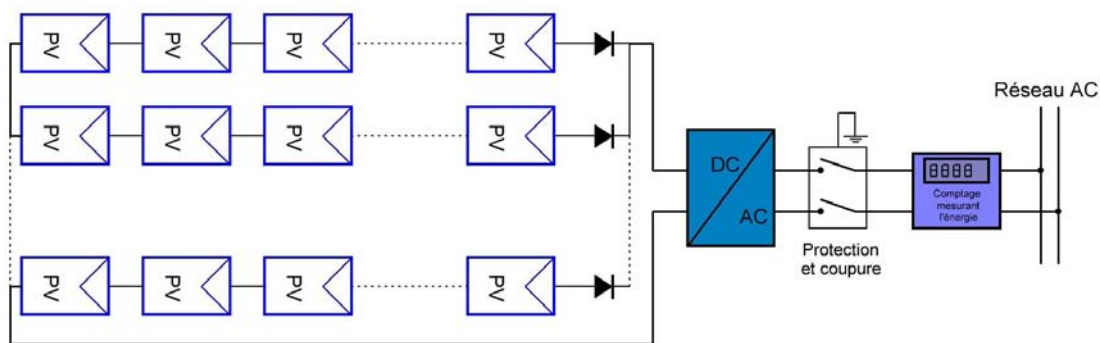 PV PV PV PV
Réseau AC
PV PV PV PV
DC
AC
8888
Comptage
mesurant
l'énergie
Protection
et coupure
PV PV PV PV